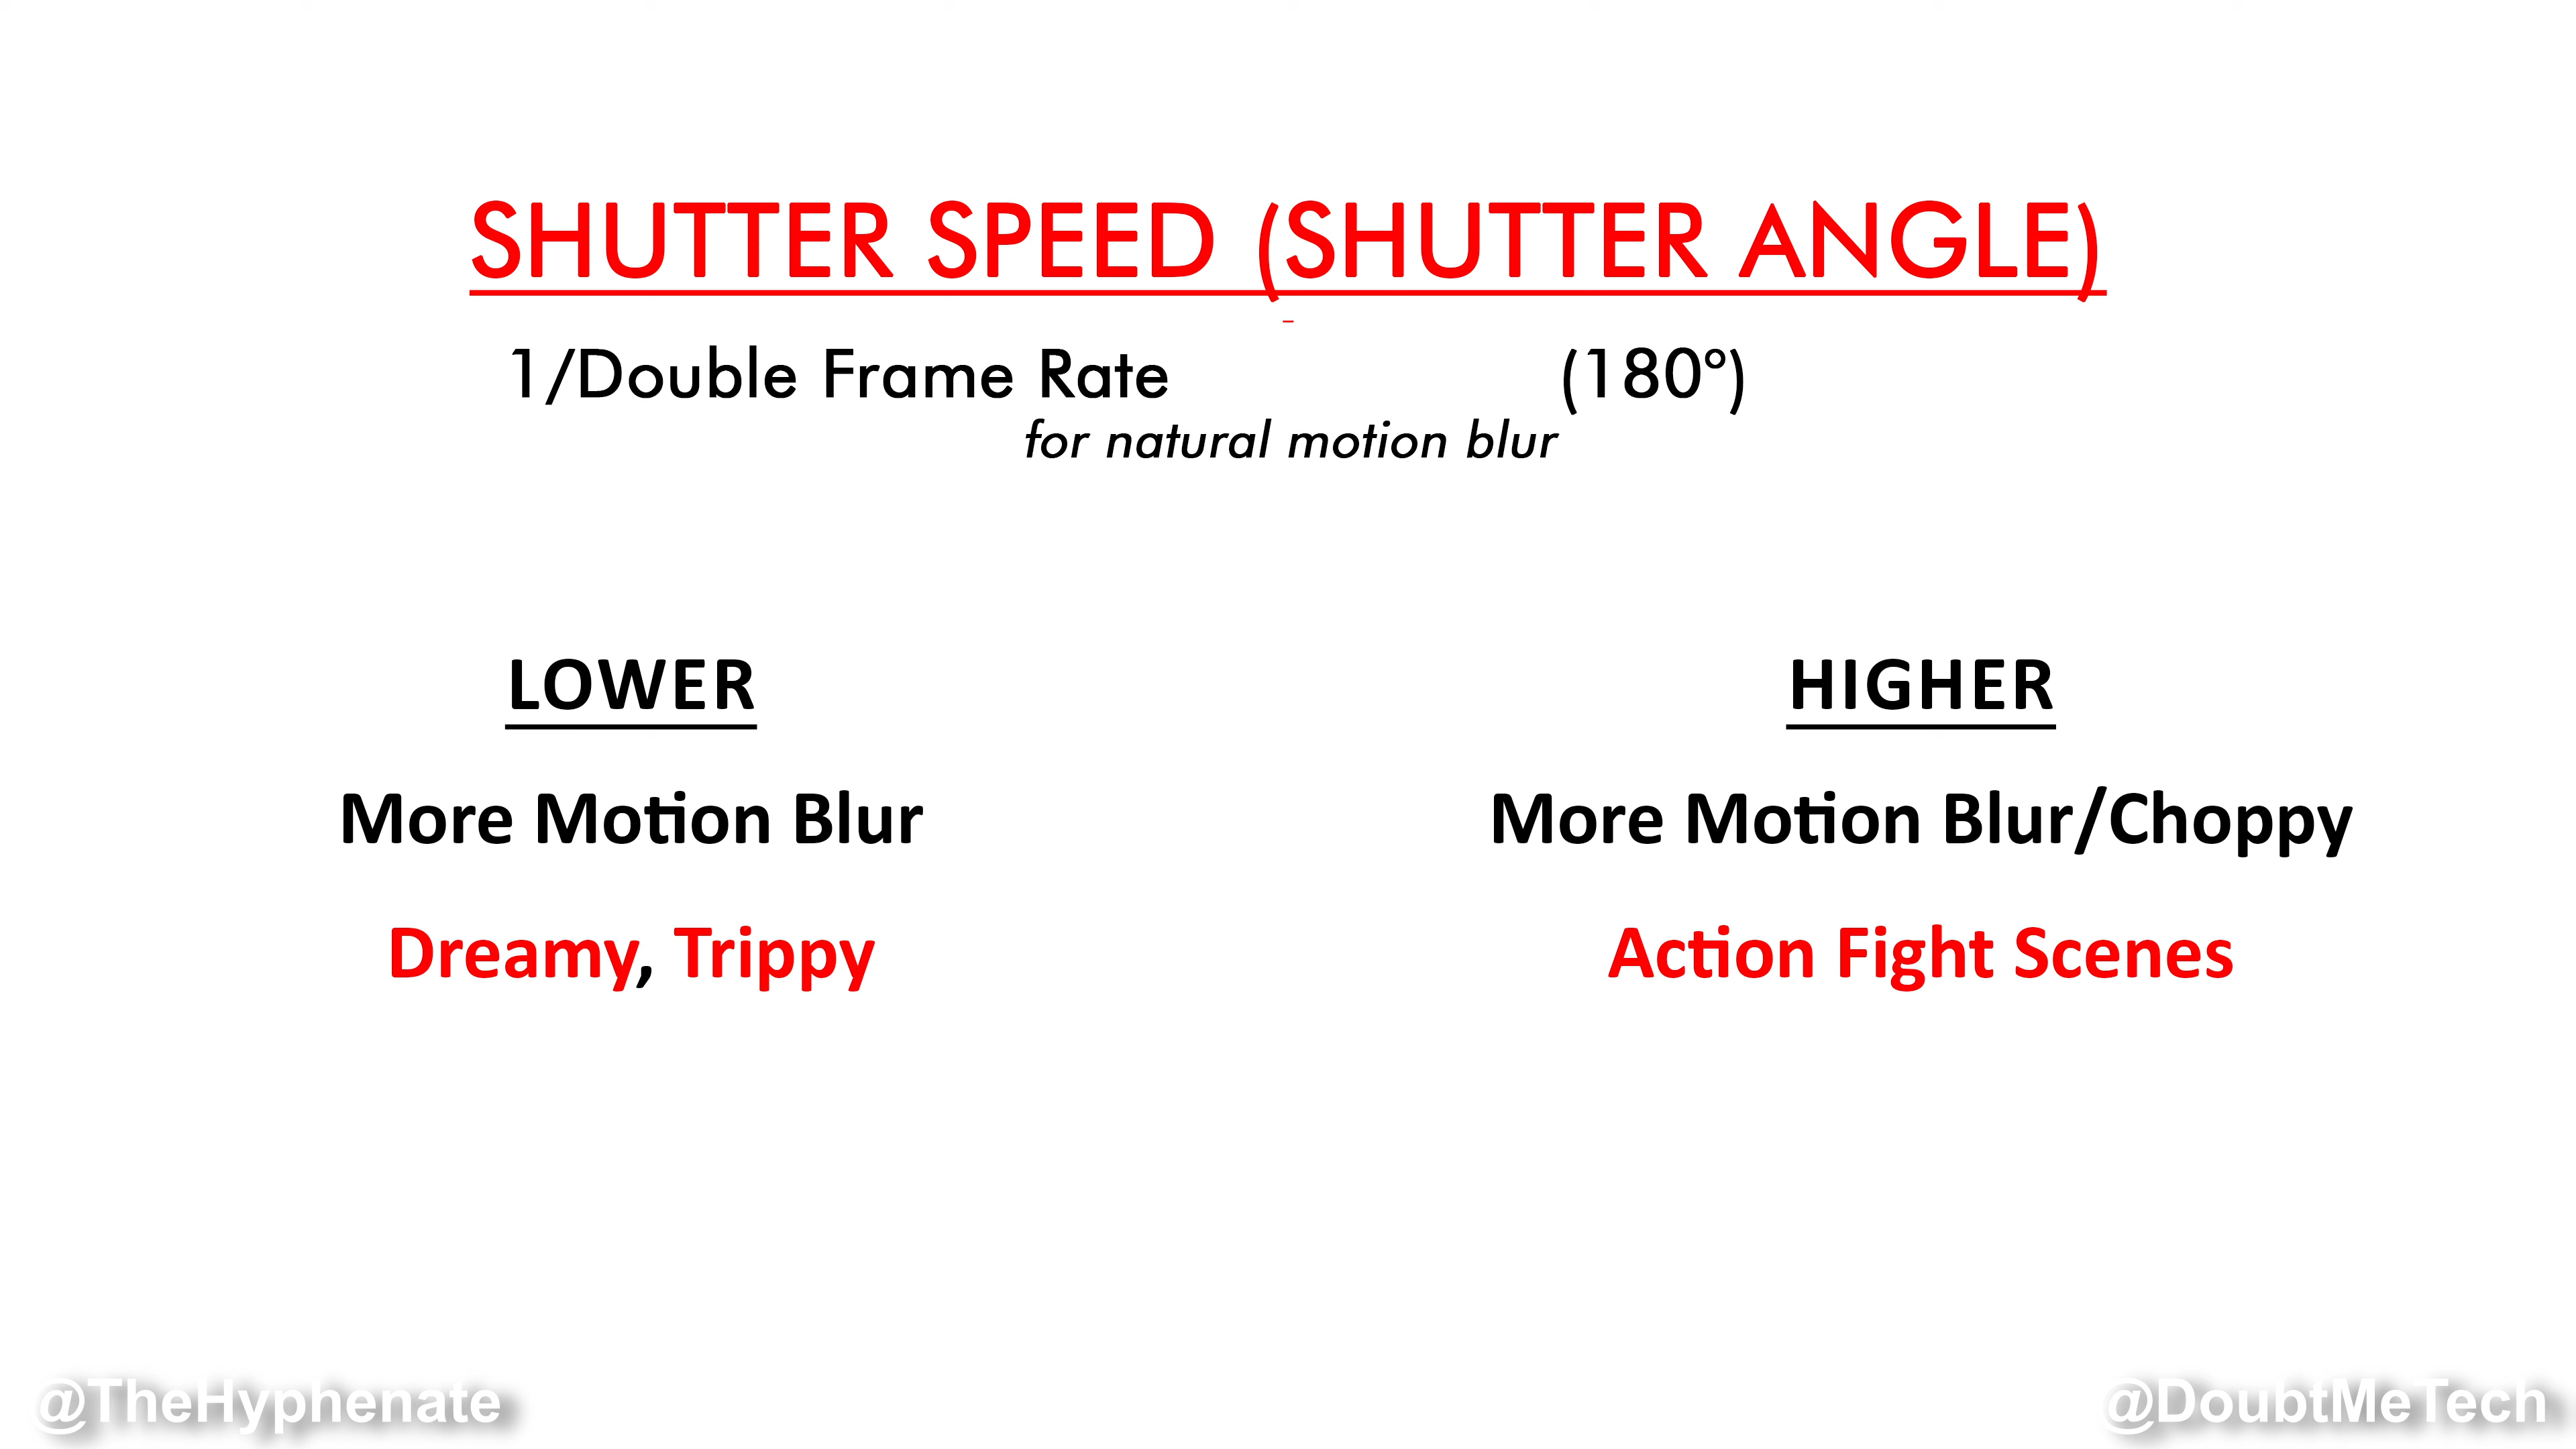 SHUTTER SPEED (SHUTTER ANGLE)
1/Double Frame Rate (180°)
for natural motion blur
LOWER
More Motion Blur
Dreamy, Trippy
HIGHER
More Motion Blur/Choppy
Action Fight Scenes
@TheHyphenate
@DoubtMeTech